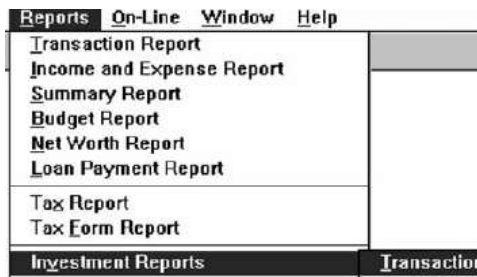 Reports On-Line Window Help
Transaction Report
Income and Expense Report
Summary Report
Budget Report
Net Worth Report
Loan Payment Report
Tax Report
Tax Form Report
Investment Reports Transaction